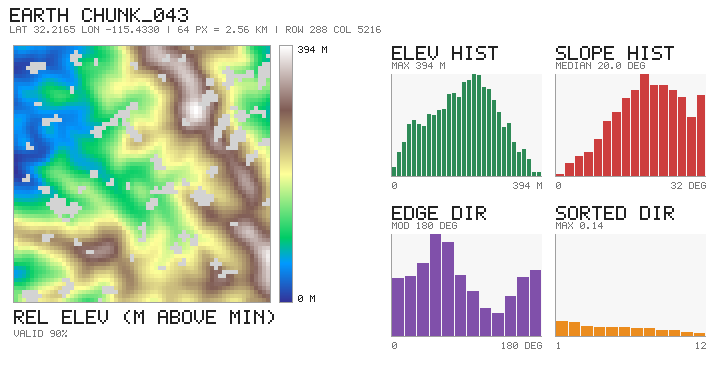 EARTH CHUNK_043
LAT 32.2165 LON -115.4330 | 64 PX = 2.56 KM | ROW 288 COL 5216
394 M
0 M
REL ELEV (M ABOVE MIN)
VALID 90%
ELEV HIST
MAX 394 M
0 394 M
SLOPE HIST
MEDIAN 20.0 DEG
0 32 DEG
EDGE DIR
MOD 180 DEG
0 180 DEG
SORTED DIR
MAX 0.14
1 12